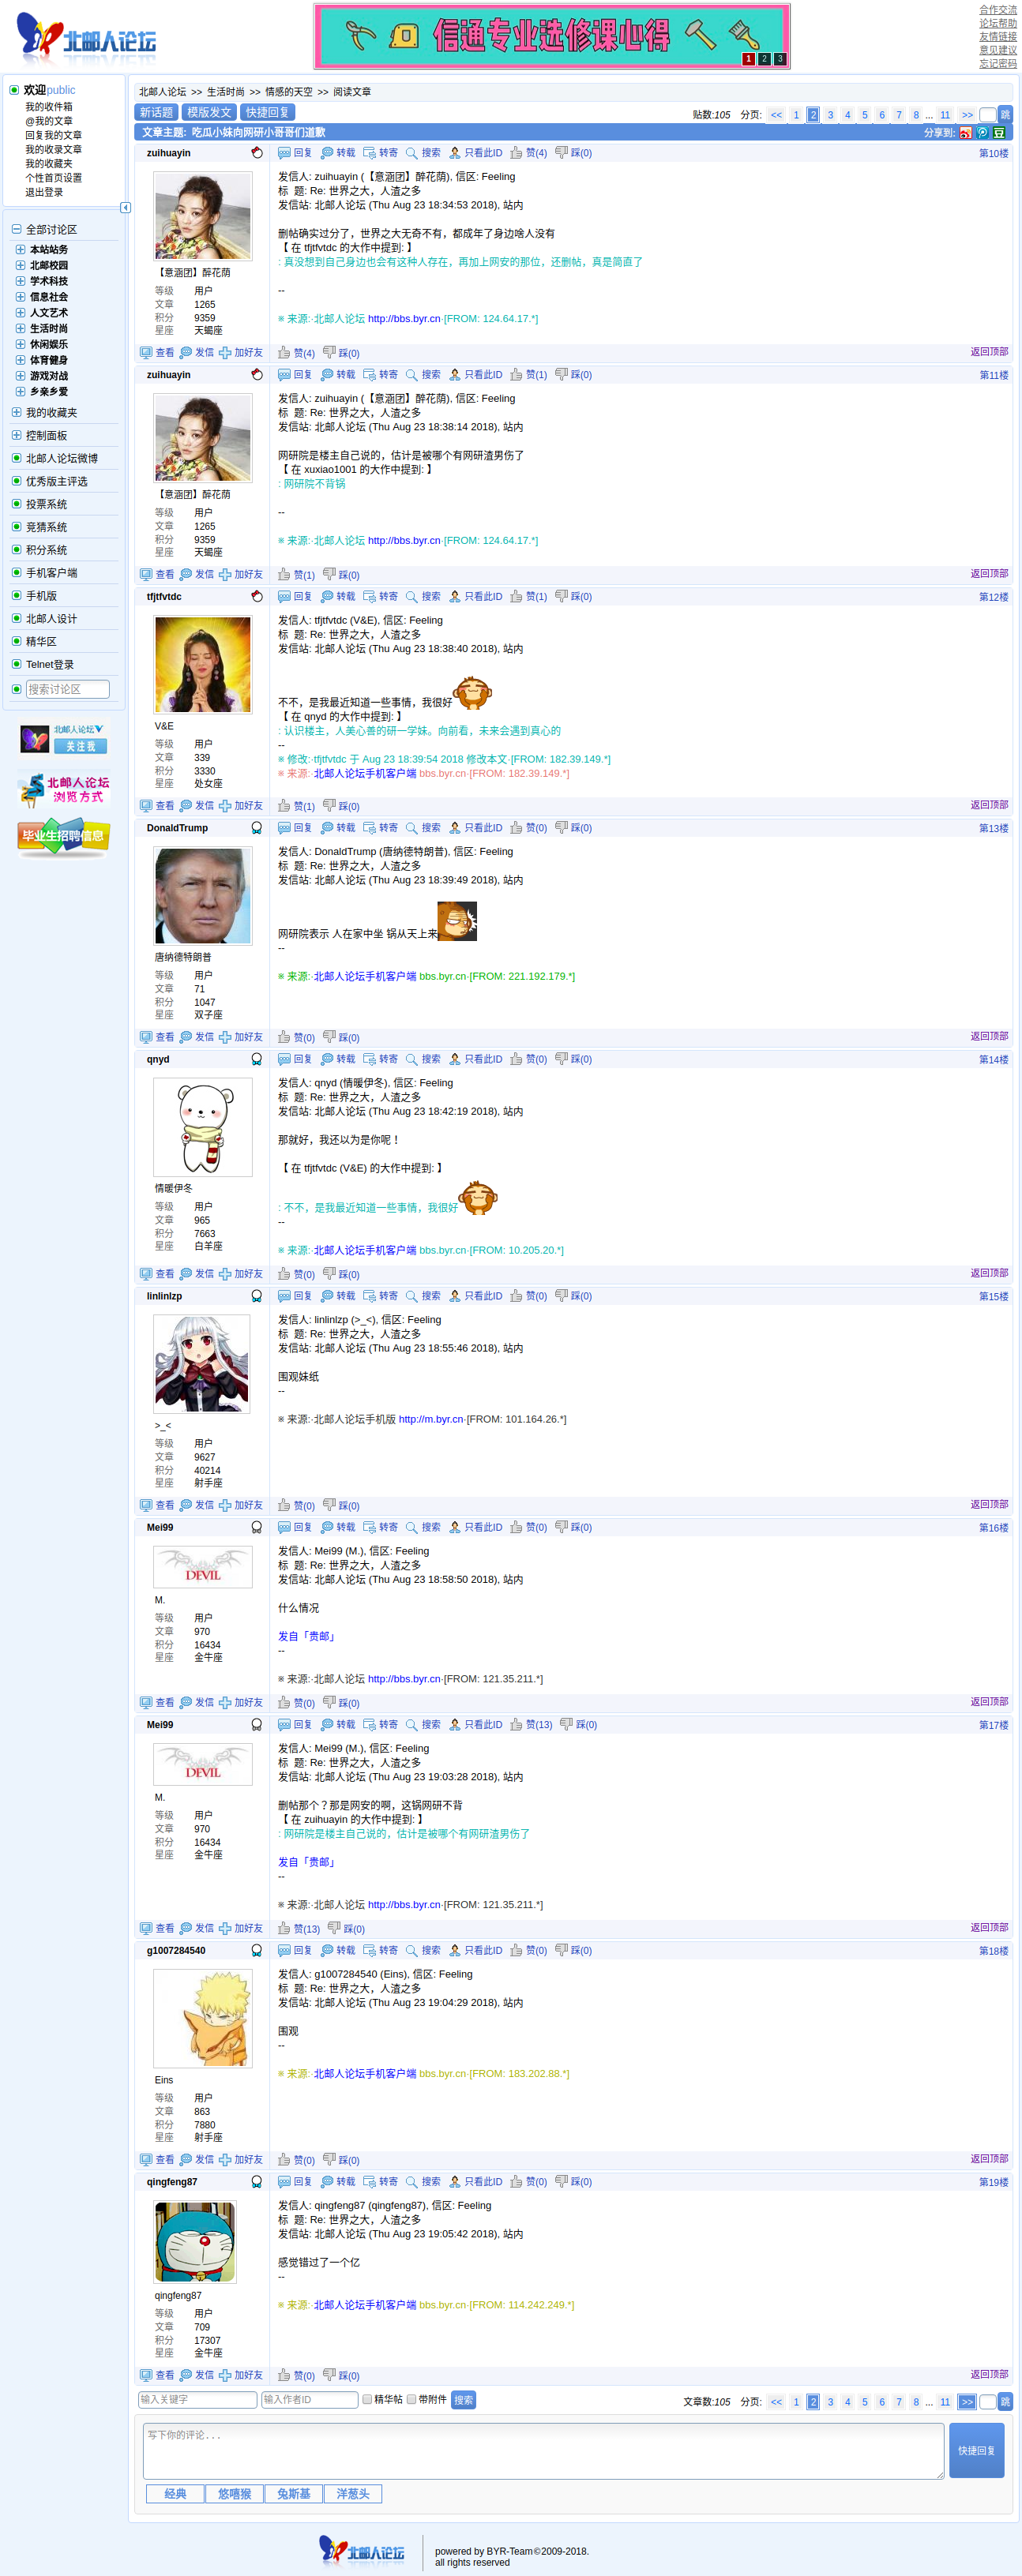 北邮人论坛
信通专业选修课心得
1 2 3
合作交流
论坛帮助
友情链接
意见建议
忘记密码
欢迎public
我的收件箱
@我的文章
回复我的文章
我的收录文章
我的收藏夹
个性首页设置
退出登录
全部讨论区
本站站务
北邮校园
学术科技
信息社会
人文艺术
生活时尚
休闲娱乐
体育健身
游戏对战
乡亲乡爱
我的收藏夹
控制面板
北邮人论坛微博
优秀版主评选
投票系统
竞猜系统
积分系统
手机客户端
手机版
北邮人设计
精华区
Telnet登录
搜索讨论区
北邮人论坛
关注我
北邮人论坛
浏览方式
毕业生招聘信息
北邮人论坛 >> 生活时尚 >> 情感的天空 >> 阅读文章
新话题 模版发文 快捷回复
贴数:105 分页: << 1 2 3 4 5 6 7 8 ... 11 >> 跳
文章主题: 吃瓜小妹向网研小哥哥们道歉
分享到: 豆
zuihuayin
回复 转载 转寄 搜索 只看此ID 赞(4) 踩(0)
第10楼
【意涵团】醉花荫
等级 用户
文章 1265
积分 9359
星座 天蝎座
发信人: zuihuayin (【意涵团】醉花荫), 信区: Feeling
标 题: Re: 世界之大，人渣之多
发信站: 北邮人论坛 (Thu Aug 23 18:34:53 2018), 站内
删帖确实过分了，世界之大无奇不有，都成年了身边啥人没有
【 在 tfjtfvtdc 的大作中提到: 】
: 真没想到自己身边也会有这种人存在，再加上网安的那位，还删帖，真是简直了
--
※ 来源:·北邮人论坛 http://bbs.byr.cn·[FROM: 124.64.17.*]
查看 发信 加好友 赞(4) 踩(0) 返回顶部
zuihuayin
回复 转载 转寄 搜索 只看此ID 赞(1) 踩(0)
第11楼
【意涵团】醉花荫
等级 用户
文章 1265
积分 9359
星座 天蝎座
发信人: zuihuayin (【意涵团】醉花荫), 信区: Feeling
标 题: Re: 世界之大，人渣之多
发信站: 北邮人论坛 (Thu Aug 23 18:38:14 2018), 站内
网研院是楼主自己说的，估计是被哪个有网研渣男伤了
【 在 xuxiao1001 的大作中提到: 】
: 网研院不背锅
--
※ 来源:·北邮人论坛 http://bbs.byr.cn·[FROM: 124.64.17.*]
查看 发信 加好友 赞(1) 踩(0) 返回顶部
tfjtfvtdc
回复 转载 转寄 搜索 只看此ID 赞(1) 踩(0)
第12楼
V&E
等级 用户
文章 339
积分 3330
星座 处女座
发信人: tfjtfvtdc (V&E), 信区: Feeling
标 题: Re: 世界之大，人渣之多
发信站: 北邮人论坛 (Thu Aug 23 18:38:40 2018), 站内
不不，是我最近知道一些事情，我很好
【 在 qnyd 的大作中提到: 】
: 认识楼主，人美心善的研一学妹。向前看，未来会遇到真心的
--
※ 修改:·tfjtfvtdc 于 Aug 23 18:39:54 2018 修改本文·[FROM: 182.39.149.*]
※ 来源:·北邮人论坛手机客户端 bbs.byr.cn·[FROM: 182.39.149.*]
查看 发信 加好友 赞(1) 踩(0) 返回顶部
DonaldTrump
回复 转载 转寄 搜索 只看此ID 赞(0) 踩(0)
第13楼
唐纳德特朗普
等级 用户
文章 71
积分 1047
星座 双子座
发信人: DonaldTrump (唐纳德特朗普), 信区: Feeling
标 题: Re: 世界之大，人渣之多
发信站: 北邮人论坛 (Thu Aug 23 18:39:49 2018), 站内
网研院表示 人在家中坐 锅从天上来
--
※ 来源:·北邮人论坛手机客户端 bbs.byr.cn·[FROM: 221.192.179.*]
查看 发信 加好友 赞(0) 踩(0) 返回顶部
qnyd
回复 转载 转寄 搜索 只看此ID 赞(0) 踩(0)
第14楼
情暖伊冬
等级 用户
文章 965
积分 7663
星座 白羊座
发信人: qnyd (情暖伊冬), 信区: Feeling
标 题: Re: 世界之大，人渣之多
发信站: 北邮人论坛 (Thu Aug 23 18:42:19 2018), 站内
那就好，我还以为是你呢！
【 在 tfjtfvtdc (V&E) 的大作中提到: 】
: 不不，是我最近知道一些事情，我很好
--
※ 来源:·北邮人论坛手机客户端 bbs.byr.cn·[FROM: 10.205.20.*]
查看 发信 加好友 赞(0) 踩(0) 返回顶部
linlinlzp
回复 转载 转寄 搜索 只看此ID 赞(0) 踩(0)
第15楼
>_<
等级 用户
文章 9627
积分 40214
星座 射手座
发信人: linlinlzp (>_<), 信区: Feeling
标 题: Re: 世界之大，人渣之多
发信站: 北邮人论坛 (Thu Aug 23 18:55:46 2018), 站内
围观妹纸
--
※ 来源:·北邮人论坛手机版 http://m.byr.cn·[FROM: 101.164.26.*]
查看 发信 加好友 赞(0) 踩(0) 返回顶部
Mei99
回复 转载 转寄 搜索 只看此ID 赞(0) 踩(0)
第16楼
DEVIL
M.
等级 用户
文章 970
积分 16434
星座 金牛座
发信人: Mei99 (M.), 信区: Feeling
标 题: Re: 世界之大，人渣之多
发信站: 北邮人论坛 (Thu Aug 23 18:58:50 2018), 站内
什么情况
发自「贵邮」
--
※ 来源:·北邮人论坛 http://bbs.byr.cn·[FROM: 121.35.211.*]
查看 发信 加好友 赞(0) 踩(0) 返回顶部
Mei99
回复 转载 转寄 搜索 只看此ID 赞(13) 踩(0)
第17楼
DEVIL
M.
等级 用户
文章 970
积分 16434
星座 金牛座
发信人: Mei99 (M.), 信区: Feeling
标 题: Re: 世界之大，人渣之多
发信站: 北邮人论坛 (Thu Aug 23 19:03:28 2018), 站内
删帖那个？那是网安的啊，这锅网研不背
【 在 zuihuayin 的大作中提到: 】
: 网研院是楼主自己说的，估计是被哪个有网研渣男伤了
发自「贵邮」
--
※ 来源:·北邮人论坛 http://bbs.byr.cn·[FROM: 121.35.211.*]
查看 发信 加好友 赞(13) 踩(0) 返回顶部
g1007284540
回复 转载 转寄 搜索 只看此ID 赞(0) 踩(0)
第18楼
Eins
等级 用户
文章 863
积分 7880
星座 射手座
发信人: g1007284540 (Eins), 信区: Feeling
标 题: Re: 世界之大，人渣之多
发信站: 北邮人论坛 (Thu Aug 23 19:04:29 2018), 站内
围观
--
※ 来源:·北邮人论坛手机客户端 bbs.byr.cn·[FROM: 183.202.88.*]
查看 发信 加好友 赞(0) 踩(0) 返回顶部
qingfeng87
回复 转载 转寄 搜索 只看此ID 赞(0) 踩(0)
第19楼
qingfeng87
等级 用户
文章 709
积分 17307
星座 金牛座
发信人: qingfeng87 (qingfeng87), 信区: Feeling
标 题: Re: 世界之大，人渣之多
发信站: 北邮人论坛 (Thu Aug 23 19:05:42 2018), 站内
感觉错过了一个亿
--
※ 来源:·北邮人论坛手机客户端 bbs.byr.cn·[FROM: 114.242.249.*]
查看 发信 加好友 赞(0) 踩(0) 返回顶部
输入关键字 输入作者ID 精华帖 带附件 搜索
文章数:105 分页: << 1 2 3 4 5 6 7 8 ... 11 >> 跳
写下你的评论...
快捷回复
经典 悠嘻猴 兔斯基 洋葱头
北邮人论坛
powered by BYR-Team©2009-2018.
all rights reserved